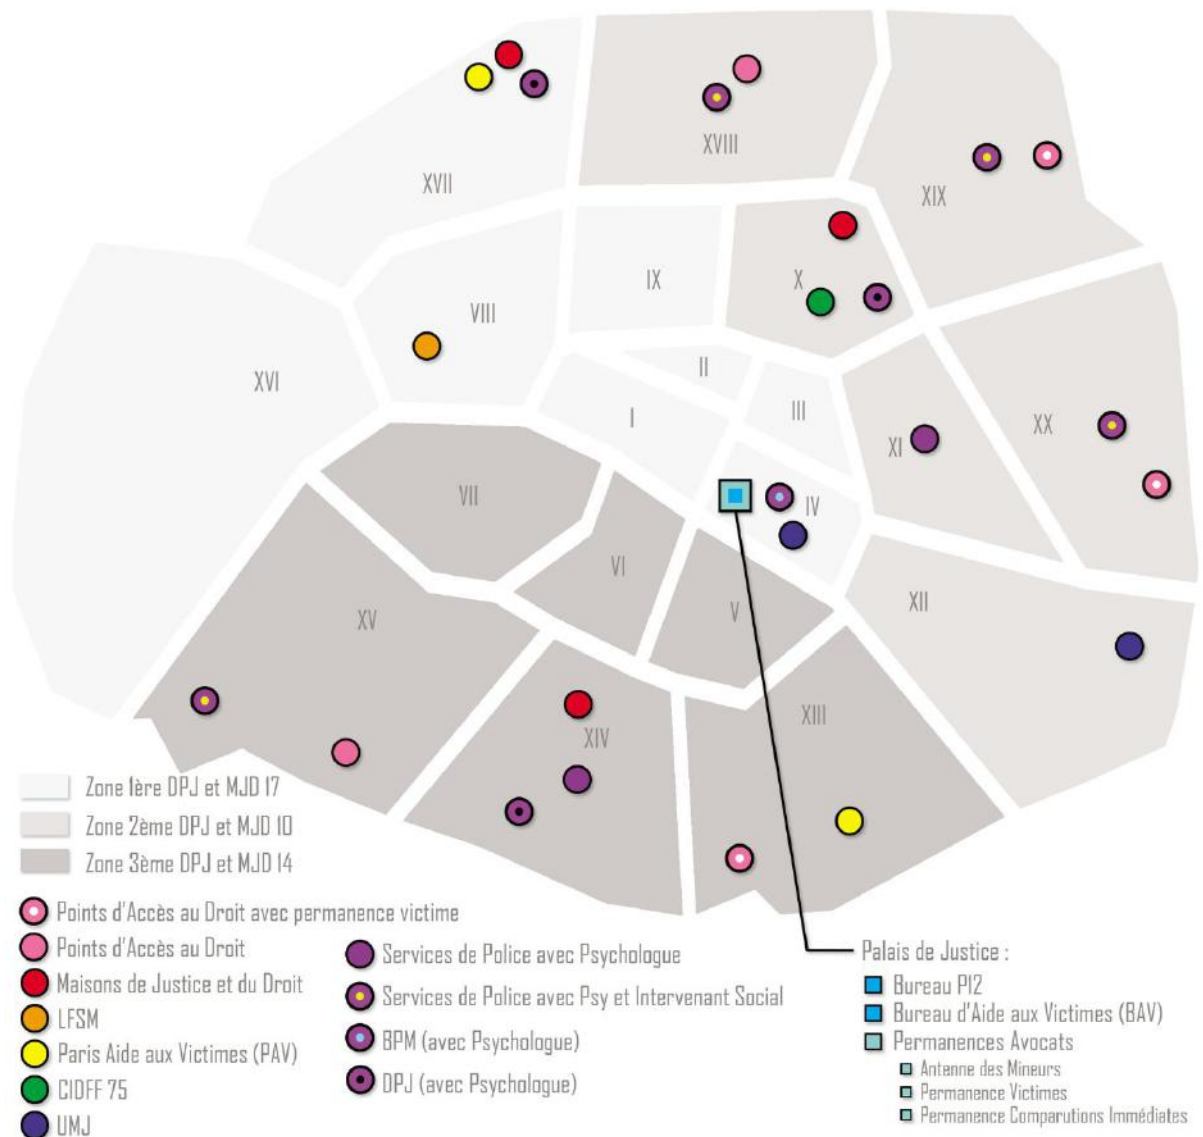 XVIII
XVII
XIX
IX
X
VIII
II
XVI
III
I
XX
XI
VII
IV
VI
XII
V
XV
XIII
XIV
Zone 1ère DPJ et MJD 17
Zone 2ème DPJ et MJD 10
Zone 3ème DPJ et MJD 14
Points d'Accès au Droit avec permanence victime
Points d'Accès au Droit
Maisons de Justice et du Droit
LFSM
Paris Aide aux Victimes (PAV)
CIDFF 75
UMJ
Services de Police avec Psychologue
Services de Police avec Psy et Intervenant Social
BPM (avec Psychologue)
DPJ (avec Psychologue)
Palais de Justice :
Bureau P12
Bureau d'Aide aux Victimes (BAV)
Permanences Avocats
Antenne des Mineurs
Permanence Victimes
Permanence Comparutions Immédiates